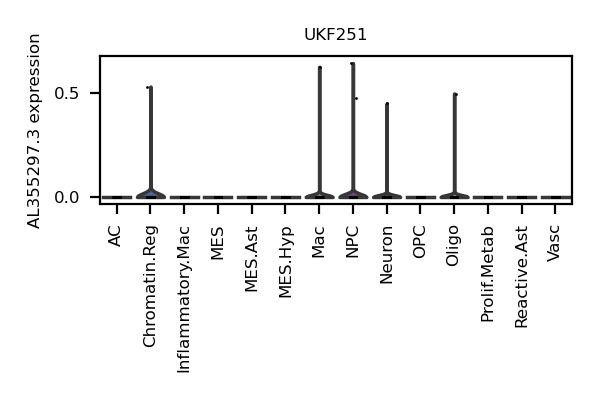 UKF251
AL355297.3 expression
0.5
0.0
AC
Chromatin.Reg
Inflammatory.Mac
MES
MES.Ast
MES.Hyp
Mac
NPC
Neuron
OPC
Oligo
Prolif.Metab
Reactive.Ast
Vasc